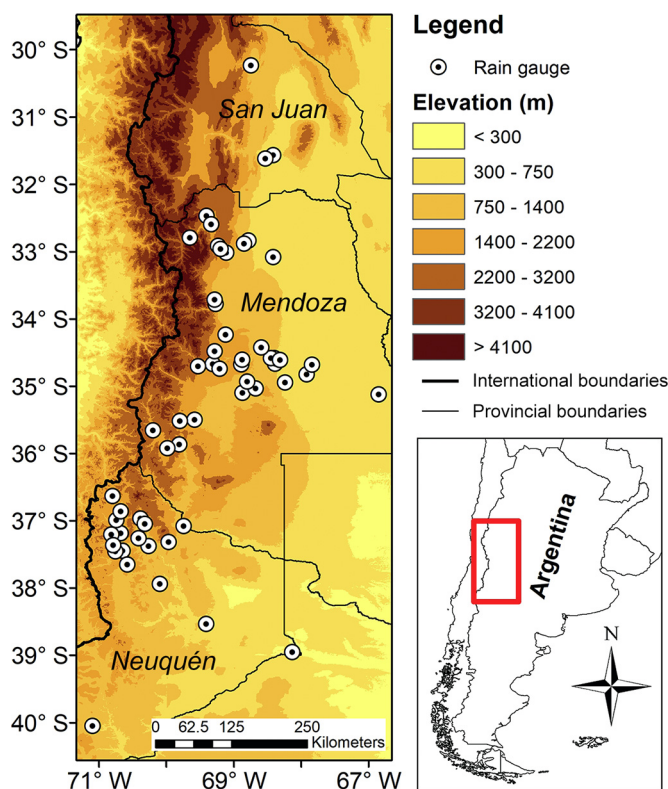 30° S
31° S
32° S
33° S
34° S
35° S
36° S
37° S
38° S
39° S
40° S
71° W
69° W
67° W
San Juan
Mendoza
Neuquén
0 62.5 125 250
Kilometers
Legend
Rain gauge
Elevation (m)
< 300
300 - 750
750 - 1400
1400 - 2200
2200 - 3200
3200 - 4100
> 4100
International boundaries
Provincial boundaries
Argentina
N